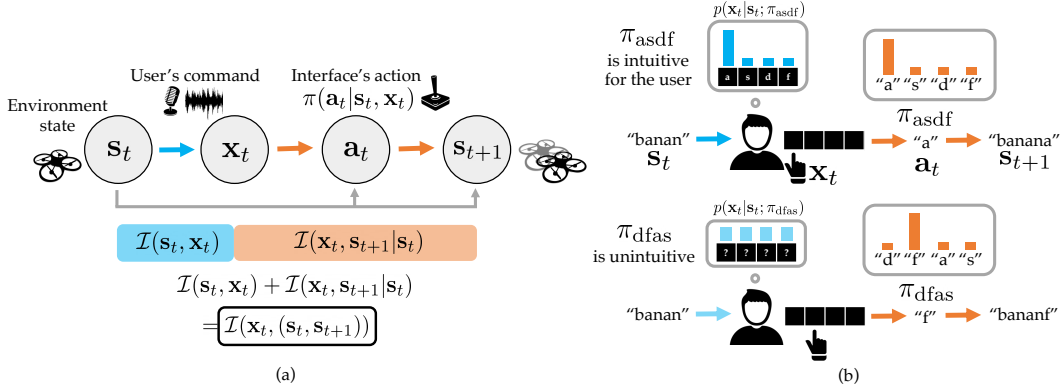 User's command
Interface's action
π(a_t|s_t, x_t)
Environment
state
s_t
x_t
a_t
s_{t+1}
I(s_t, x_t)
I(x_t, s_{t+1}|s_t)
I(s_t, x_t) + I(x_t, s_{t+1}|s_t)
= I(x_t, (s_t, s_{t+1}))
(a)
p(x_t|s_t; π_asdf)
π_asdf
is intuitive
for the user
a s d f
"a" "s" "d" "f"
π_asdf
"banan"
"a"
"banana"
s_t
x_t
a_t
s_{t+1}
p(x_t|s_t; π_dfas)
π_dfas
is unintuitive
? ? ? ?
"d" "f" "a" "s"
π_dfas
"banan"
"f"
"bananf"
(b)